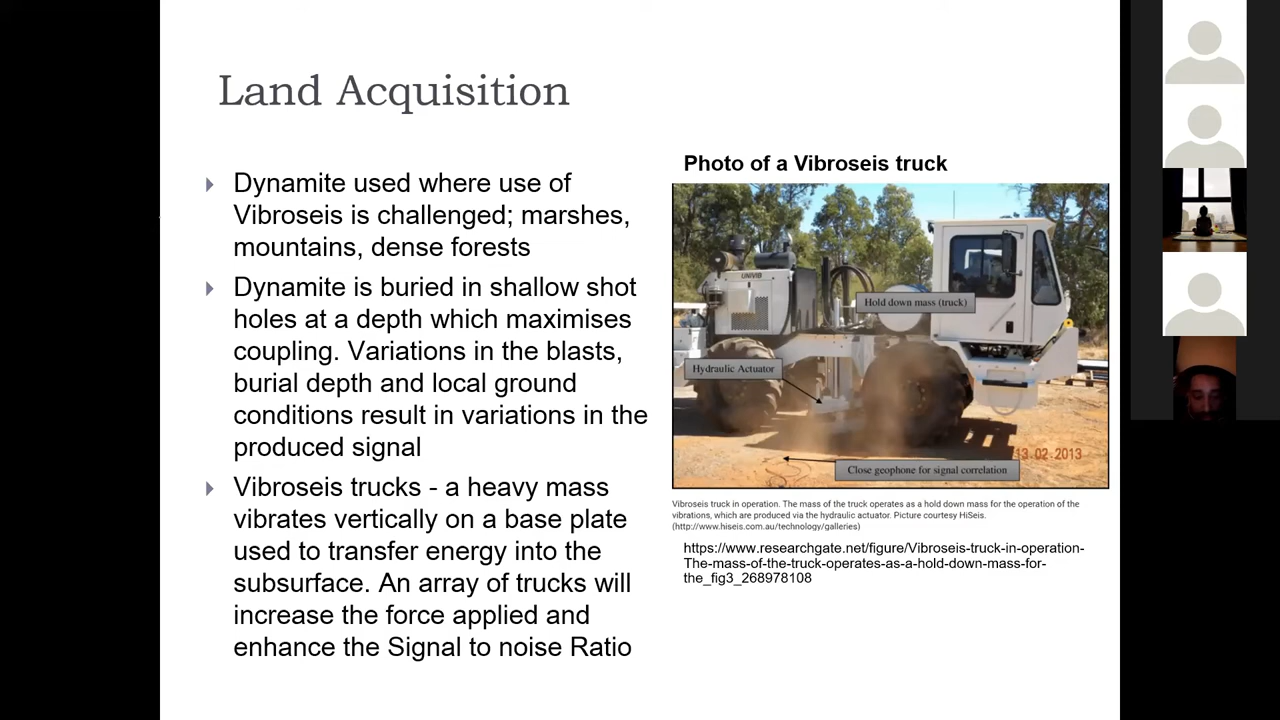 Land Acquisition
Dynamite used where use of
Vibroseis is challenged; marshes,
mountains, dense forests
Dynamite is buried in shallow shot
holes at a depth which maximises
coupling. Variations in the blasts,
burial depth and local ground
conditions result in variations in the
produced signal
Vibroseis trucks - a heavy mass
vibrates vertically on a base plate
used to transfer energy into the
subsurface. An array of trucks will
increase the force applied and
enhance the Signal to noise Ratio
Photo of a Vibroseis truck
UNIVIB
Hold down mass (truck)
Hydraulic Actuator
Close geophone for signal correlation
13.02.2013
Vibroseis truck in operation. The mass of the truck operates as a hold down mass for the operation of the
vibrations, which are produced via the hydraulic actuator. Picture courtesy HiSeis.
(http://www.hiseis.com.au/technology/galleries)
https://www.researchgate.net/figure/Vibroseis-truck-in-operation-
The-mass-of-the-truck-operates-as-a-hold-down-mass-for-
the_fig3_268978108